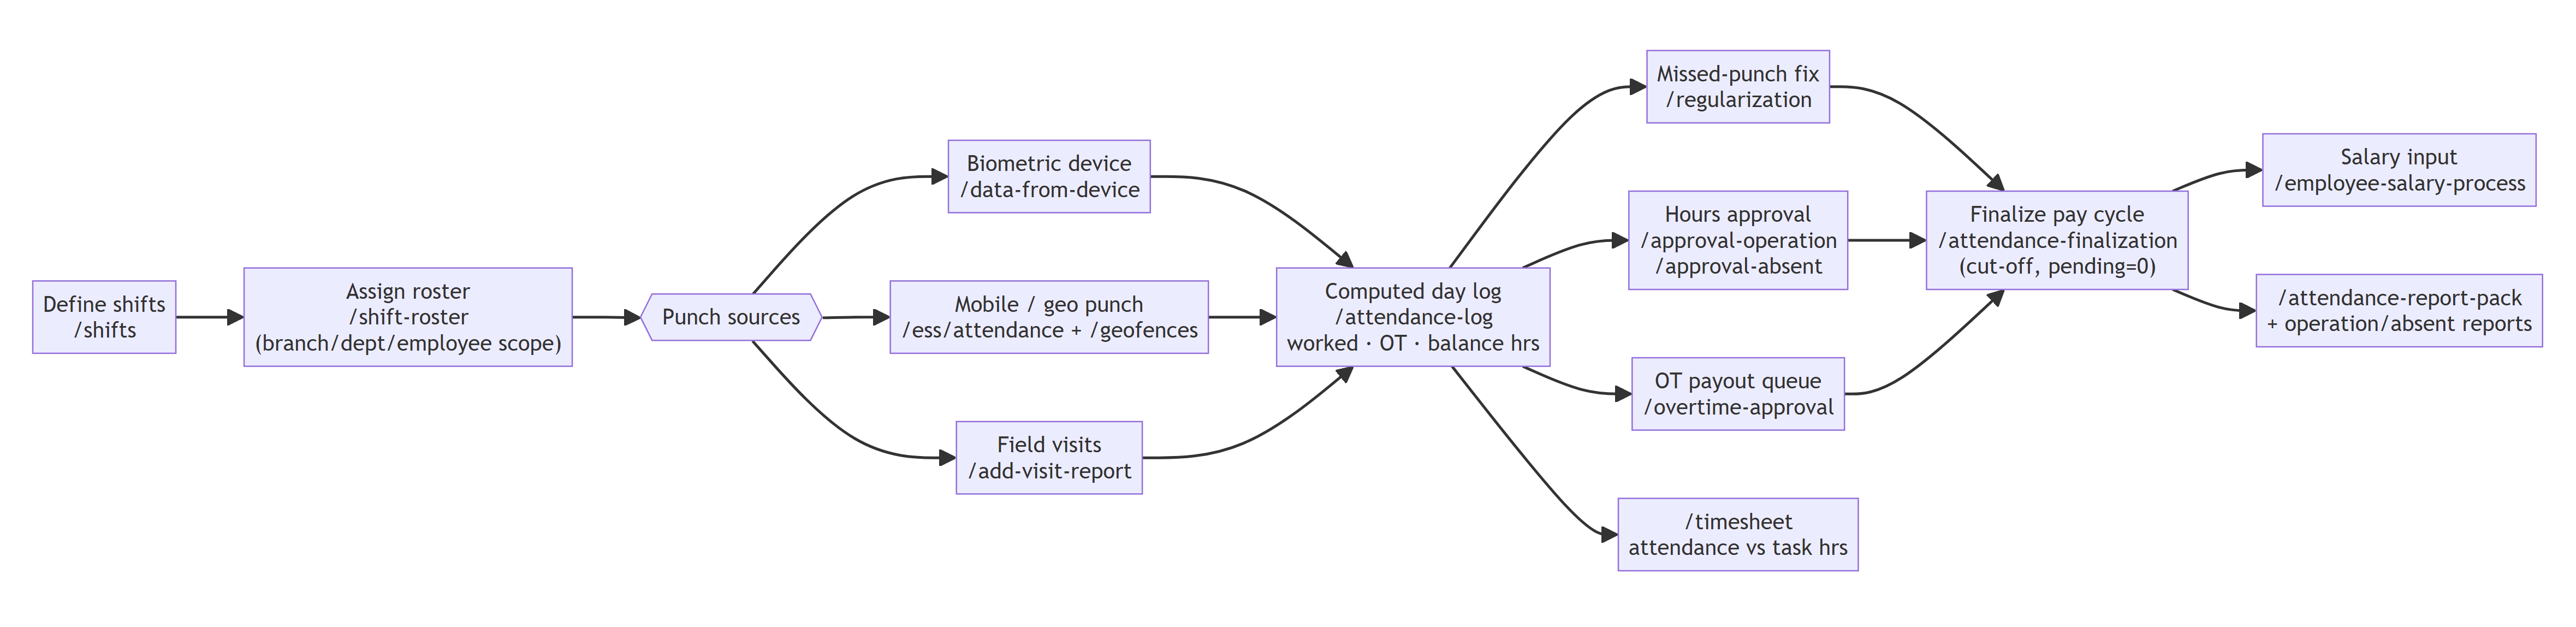 Define shifts
/shifts
Assign roster
/shift-roster
(branch/dept/employee scope)
Punch sources
Biometric device
/data-from-device
Mobile / geo punch
/ess/attendance + /geofences
Field visits
/add-visit-report
Computed day log
/attendance-log
worked · OT · balance hrs
Missed-punch fix
/regularization
Hours approval
/approval-operation
/approval-absent
OT payout queue
/overtime-approval
/timesheet
attendance vs task hrs
Finalize pay cycle
/attendance-finalization
(cut-off, pending=0)
Salary input
/employee-salary-process
/attendance-report-pack
+ operation/absent reports